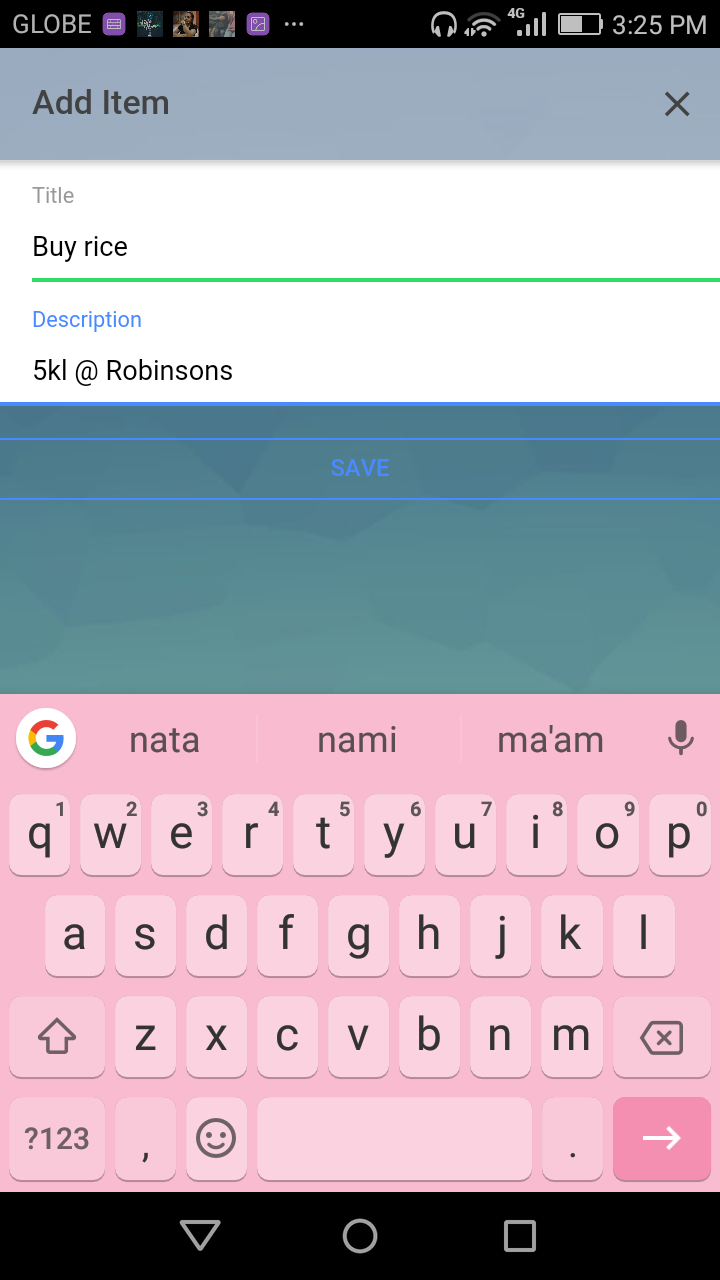 GLOBE 4G 3:25 PM
Add Item
Title
Buy rice
Description
5kl @ Robinsons
SAVE
nata nami ma'am
q1 w2 e3 r4 t5 y6 u7 i8 o9 p0
a s d f g h j k l
z x c v b n m
?123 , .